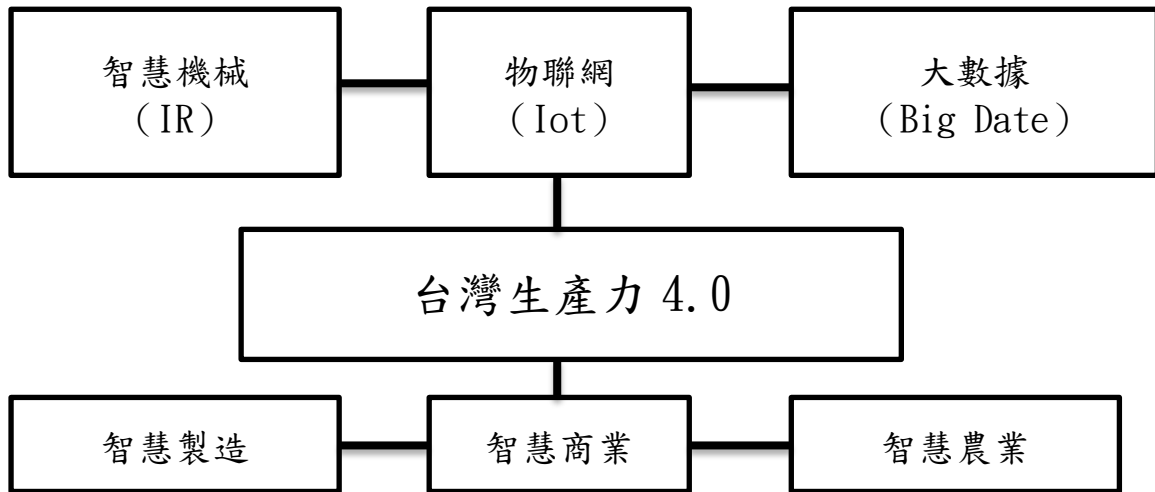 智慧機械
（IR）
物聯網
（Iot）
大數據
（Big Date）
台灣生產力 4.0
智慧製造
智慧商業
智慧農業